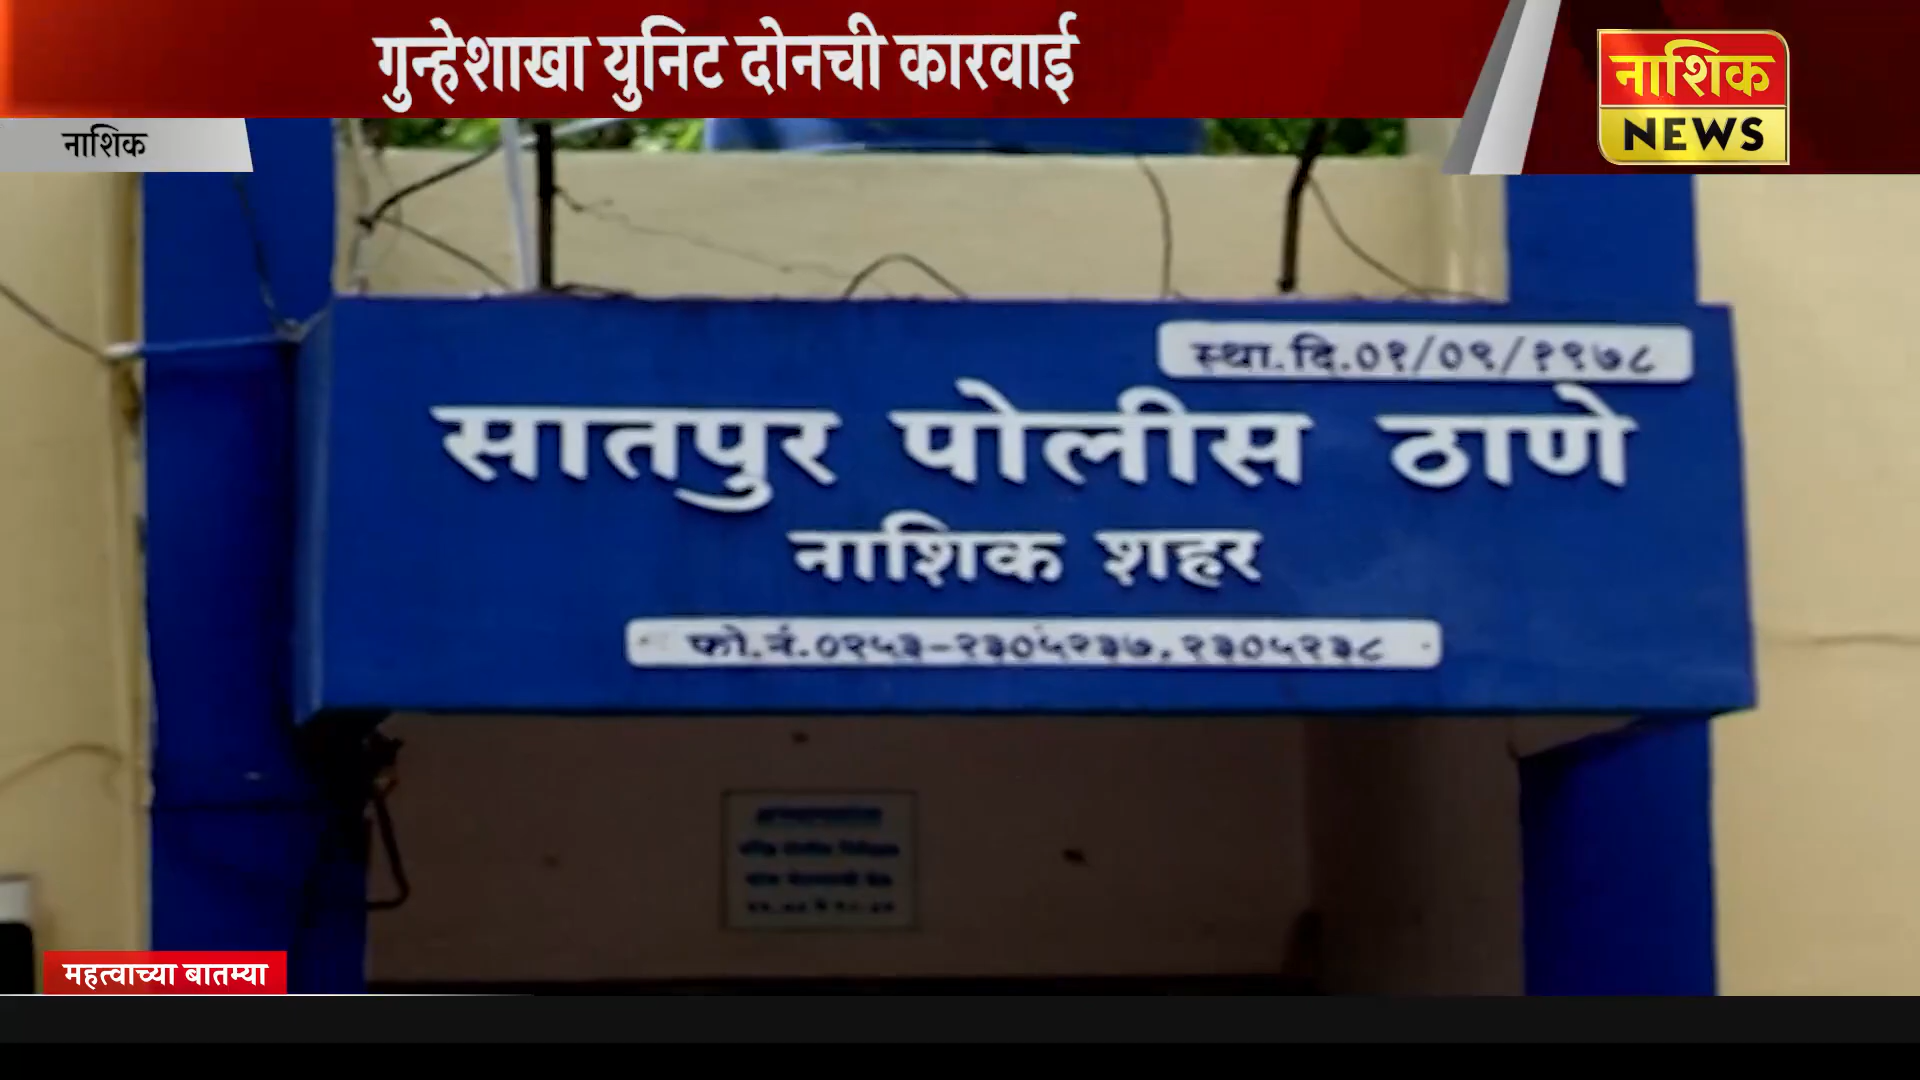 गुन्हेशाखा युनिट दोनची कारवाई
नाशिक
NEWS
नाशिक
स्था.दि.०१/०९/१९७८
सातपुर पोलीस ठाणे
नाशिक शहर
फो.नं.०२५३-२३०५२३७,२३०५२३८
महत्वाच्या बातम्या